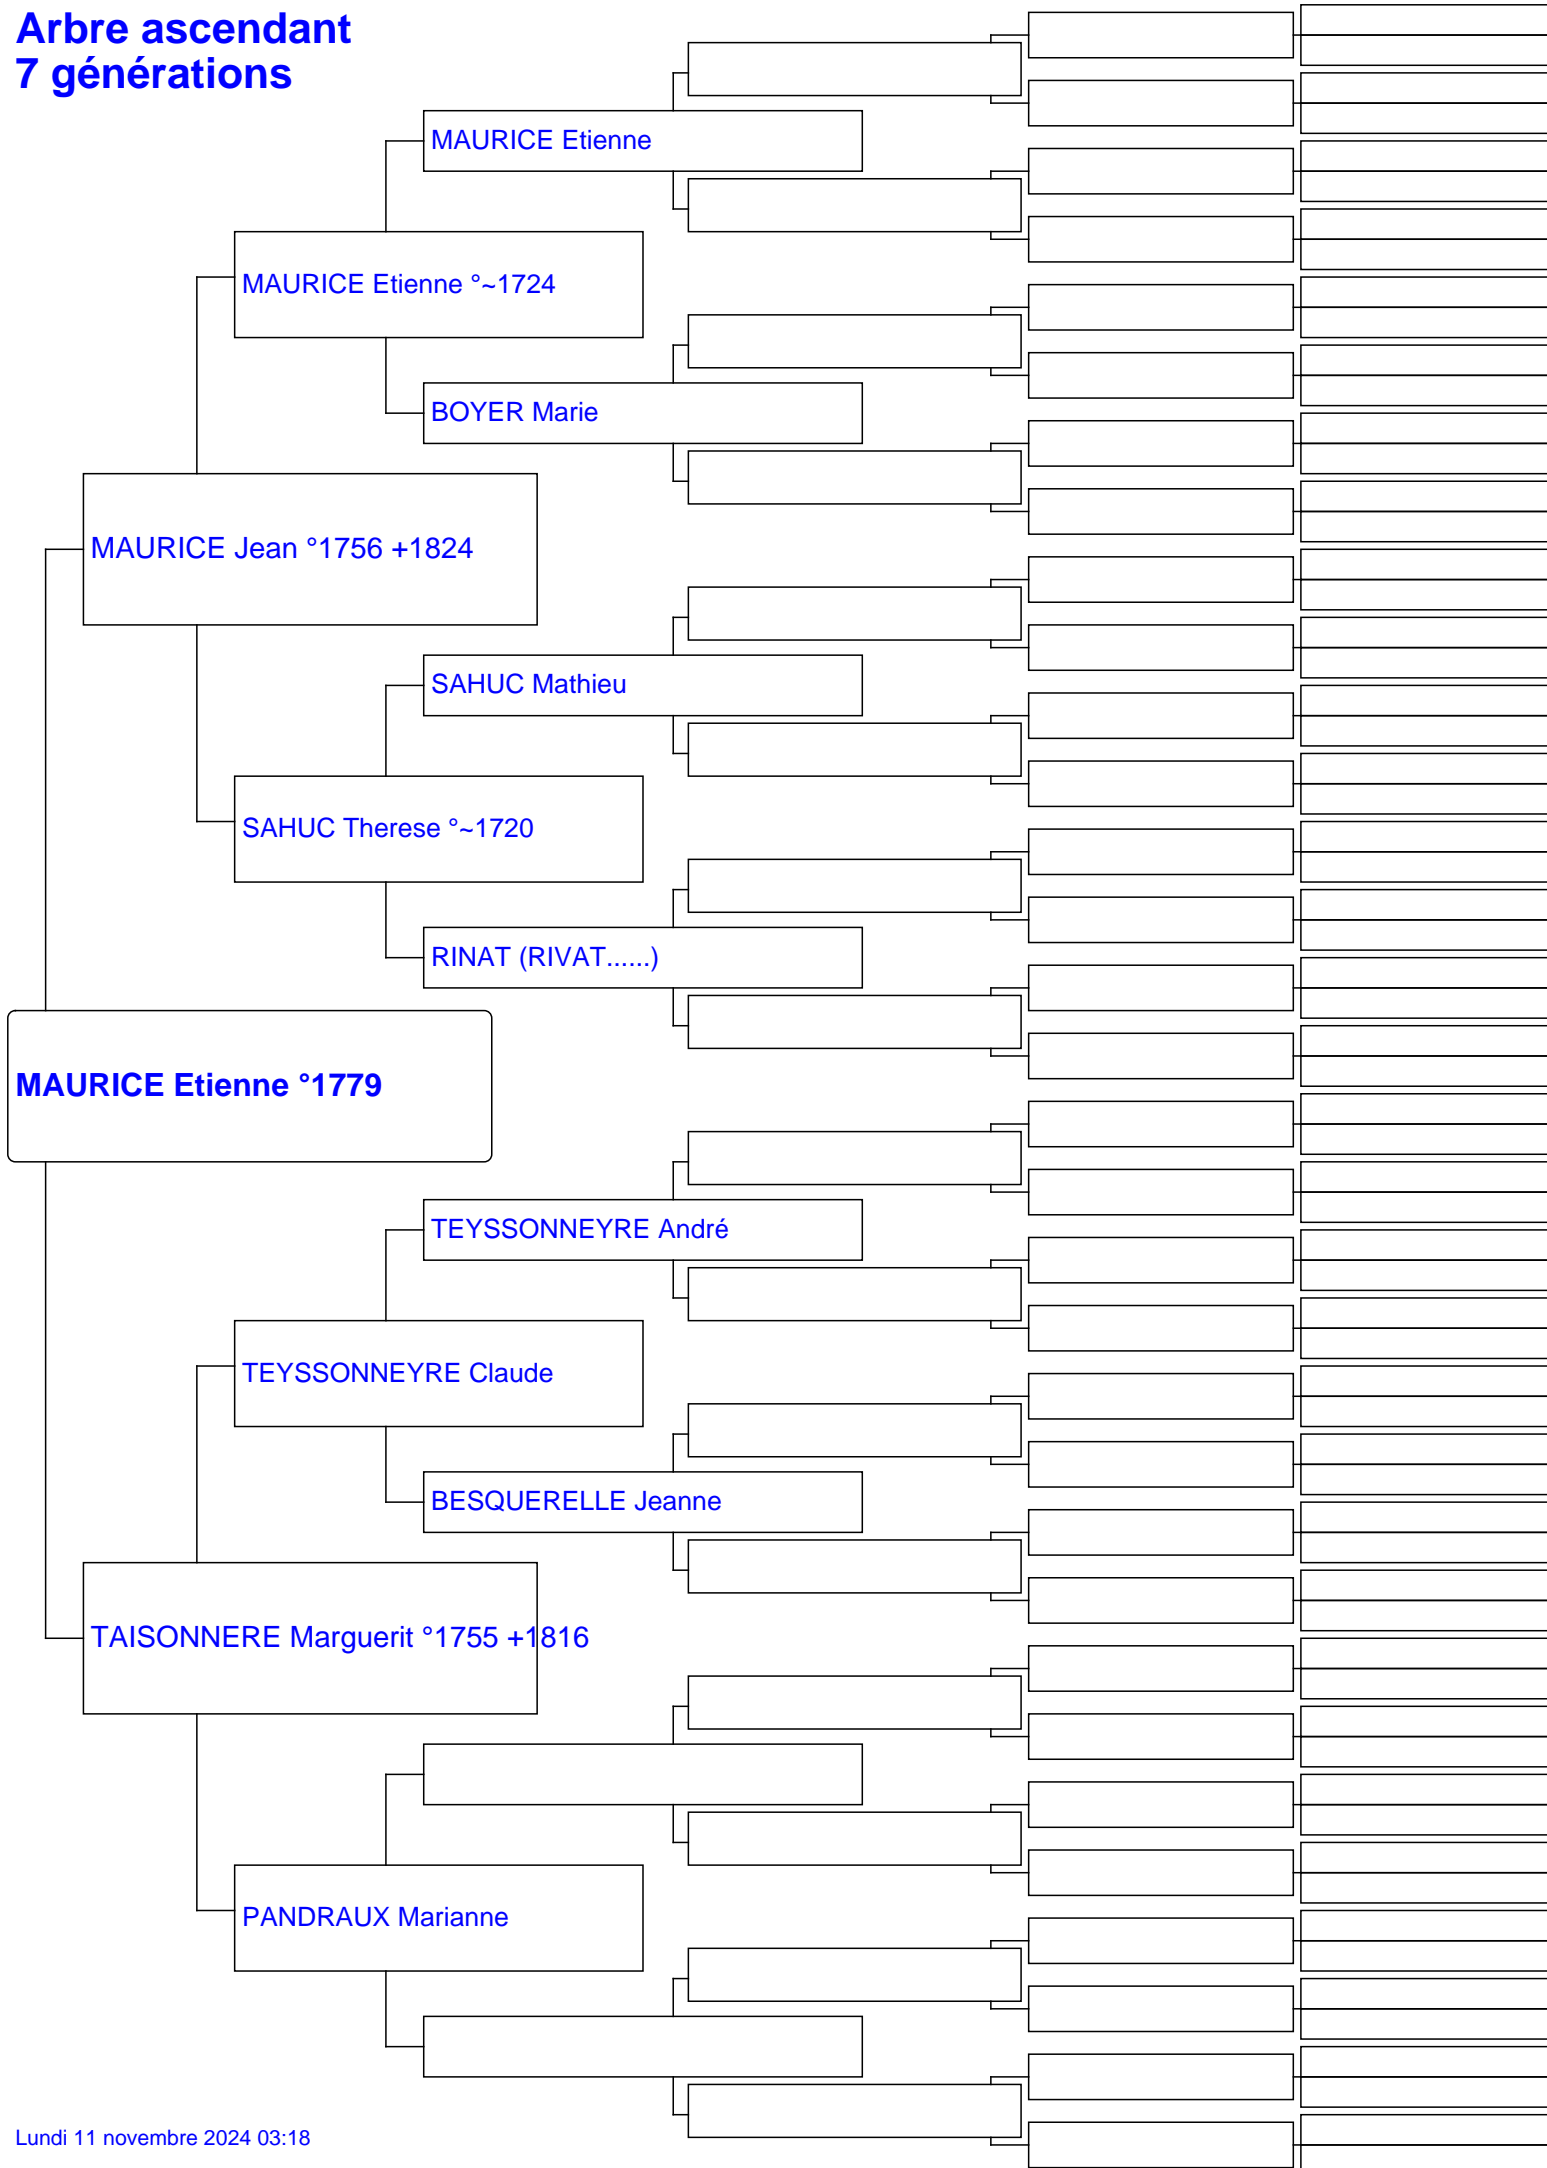 Arbre ascendant
7 générations
MAURICE Etienne
MAURICE Etienne °~1724
BOYER Marie
MAURICE Jean °1756 +1824
SAHUC Mathieu
SAHUC Therese °~1720
RINAT (RIVAT......)
MAURICE Etienne °1779
TEYSSONNEYRE André
TEYSSONNEYRE Claude
BESQUERELLE Jeanne
TAISONNERE Marguerit °1755 +1816
PANDRAUX Marianne
Lundi 11 novembre 2024 03:18